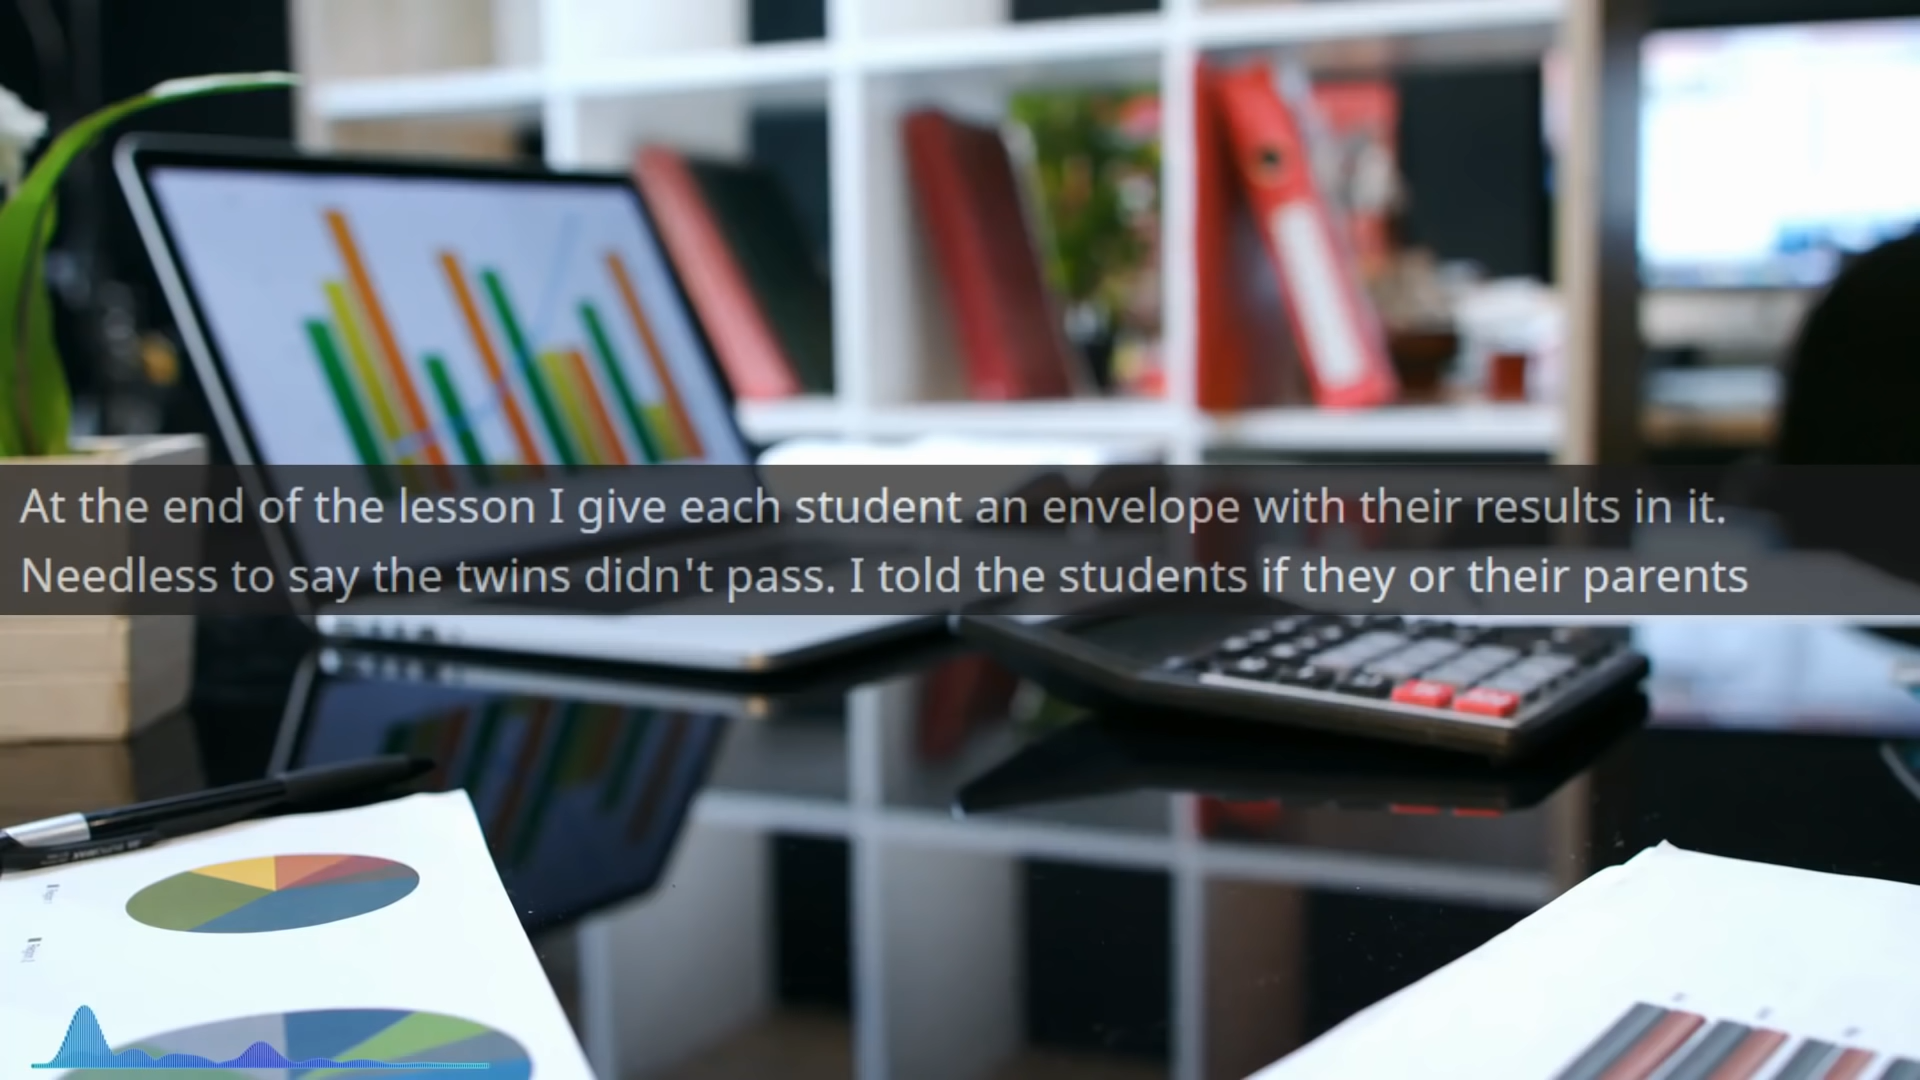 At the end of the lesson I give each student an envelope with their results in it.
Needless to say the twins didn't pass. I told the students if they or their parents